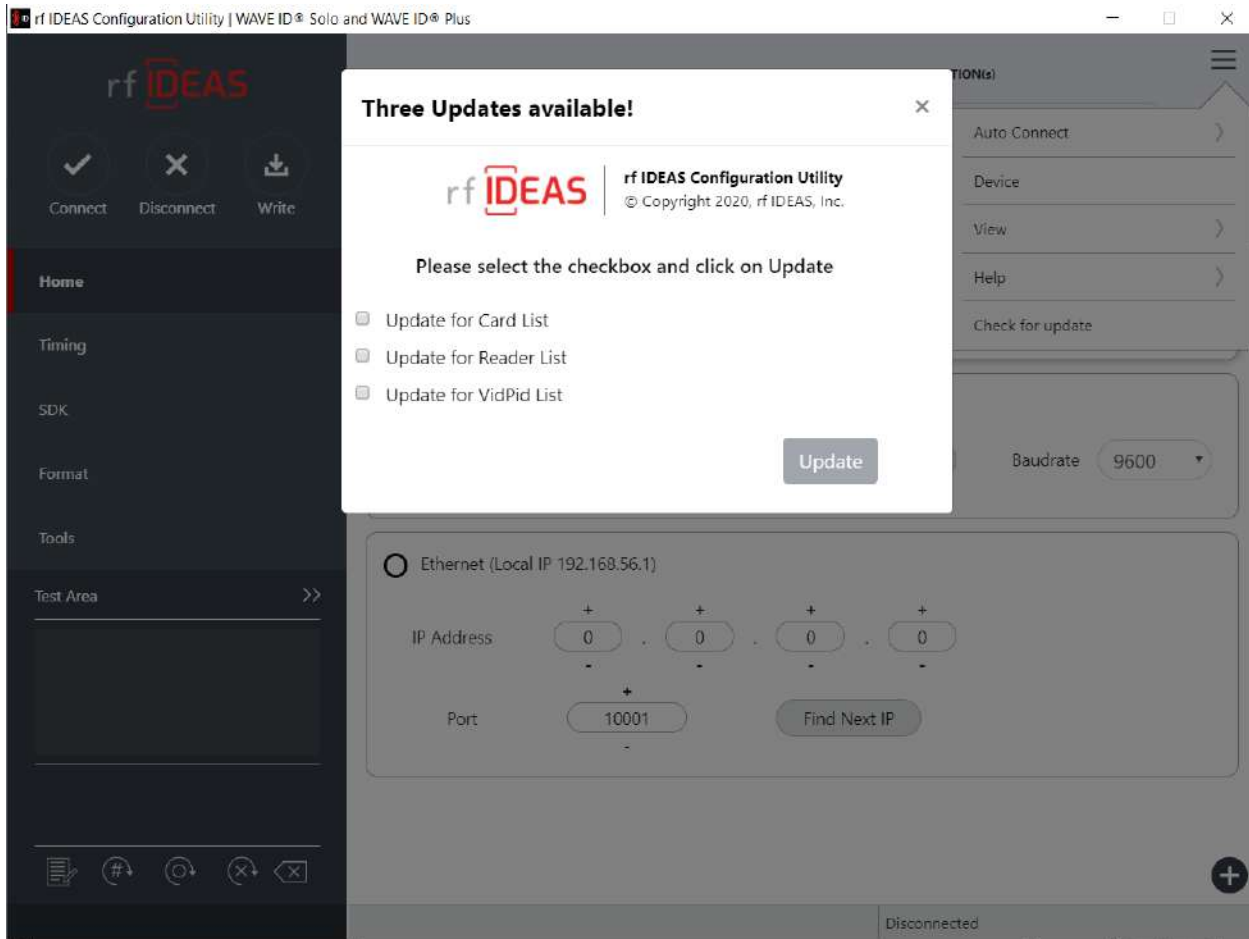 rf IDEAS Configuration Utility | WAVE ID® Solo and WAVE ID® Plus
rf IDEAS
Connect
Disconnect
Write
Home
Timing
SDK
Format
Tools
Test Area
>>
Three Updates available!
rf IDEAS
rf IDEAS Configuration Utility
© Copyright 2020, rf IDEAS, Inc.
Please select the checkbox and click on Update
Update for Card List
Update for Reader List
Update for VidPid List
Update
TION(s)
Auto Connect
Device
View
Help
Check for update
Baudrate 9600
Ethernet (Local IP 192.168.56.1)
+ + + +
IP Address 0 . 0 . 0 . 0
- - - -
+
Port 10001 Find Next IP
-
Disconnected